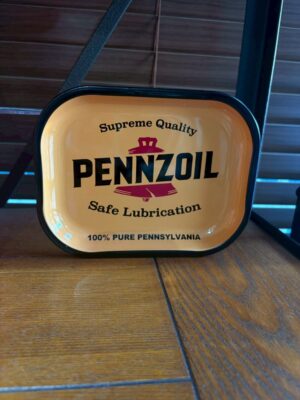 Supreme Quality
PENNZOIL
Safe Lubrication
100% PURE PENNSYLVANIA